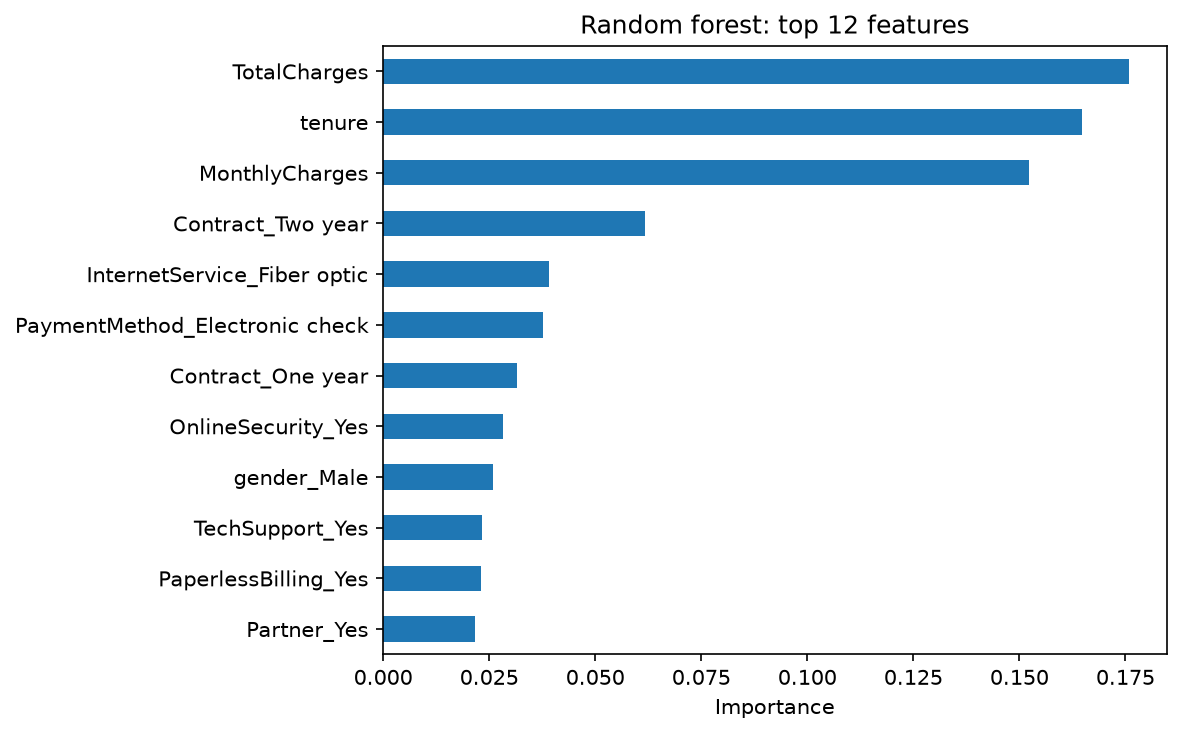 Random forest: top 12 features
TotalCharges
tenure
MonthlyCharges
Contract_Two year
InternetService_Fiber optic
PaymentMethod_Electronic check
Contract_One year
OnlineSecurity_Yes
gender_Male
TechSupport_Yes
PaperlessBilling_Yes
Partner_Yes
0.000 0.025 0.050 0.075 0.100 0.125 0.150 0.175
Importance